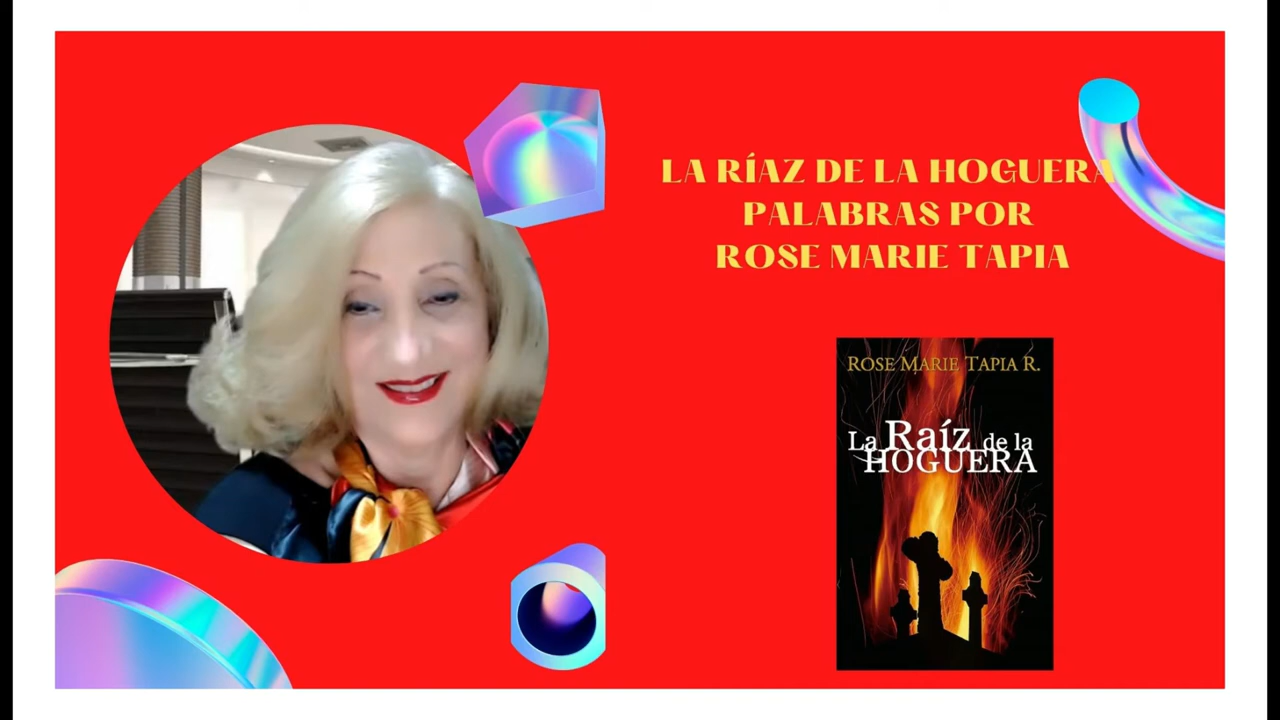 LA RÍAZ DE LA HOGUERA
PALABRAS POR
ROSE MARIE TAPIA
ROSE MARIE TAPIA R.
La Raíz de la
HOGUERA